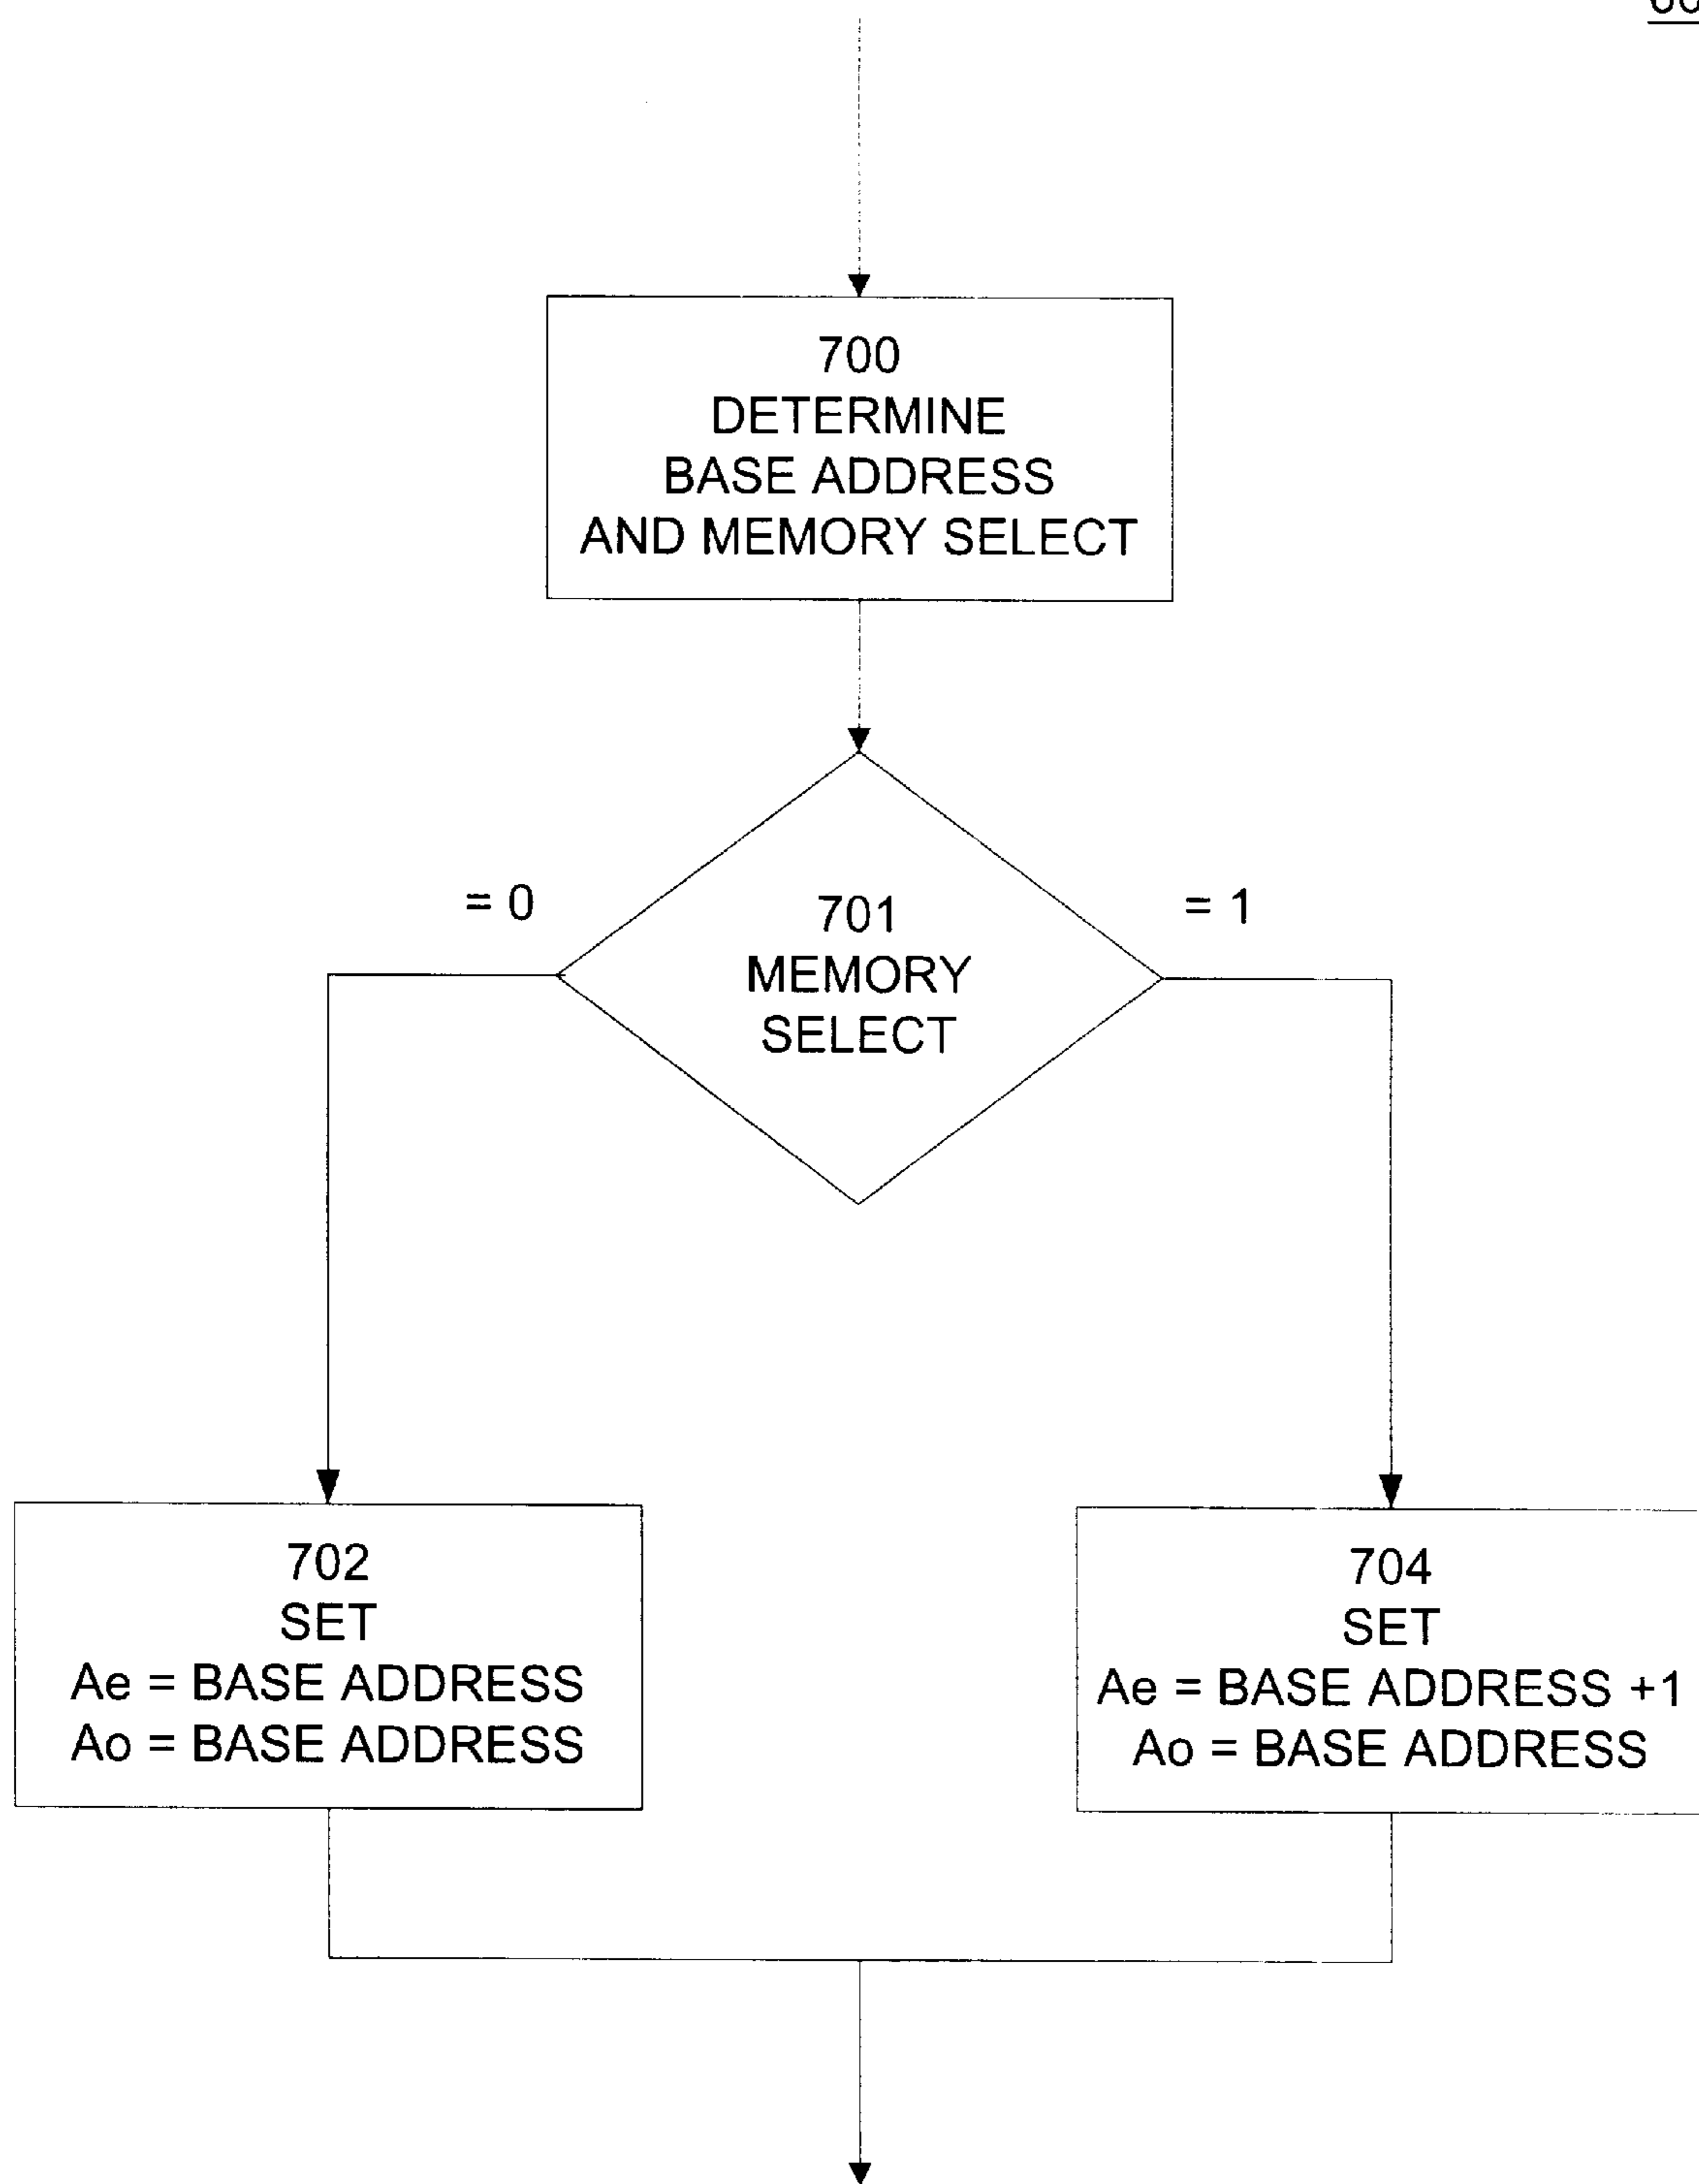 700
DETERMINE
BASE ADDRESS
AND MEMORY SELECT
= 0
701
MEMORY
SELECT
= 1
702
SET
Ae = BASE ADDRESS
Ao = BASE ADDRESS
704
SET
Ae = BASE ADDRESS +1
Ao = BASE ADDRESS